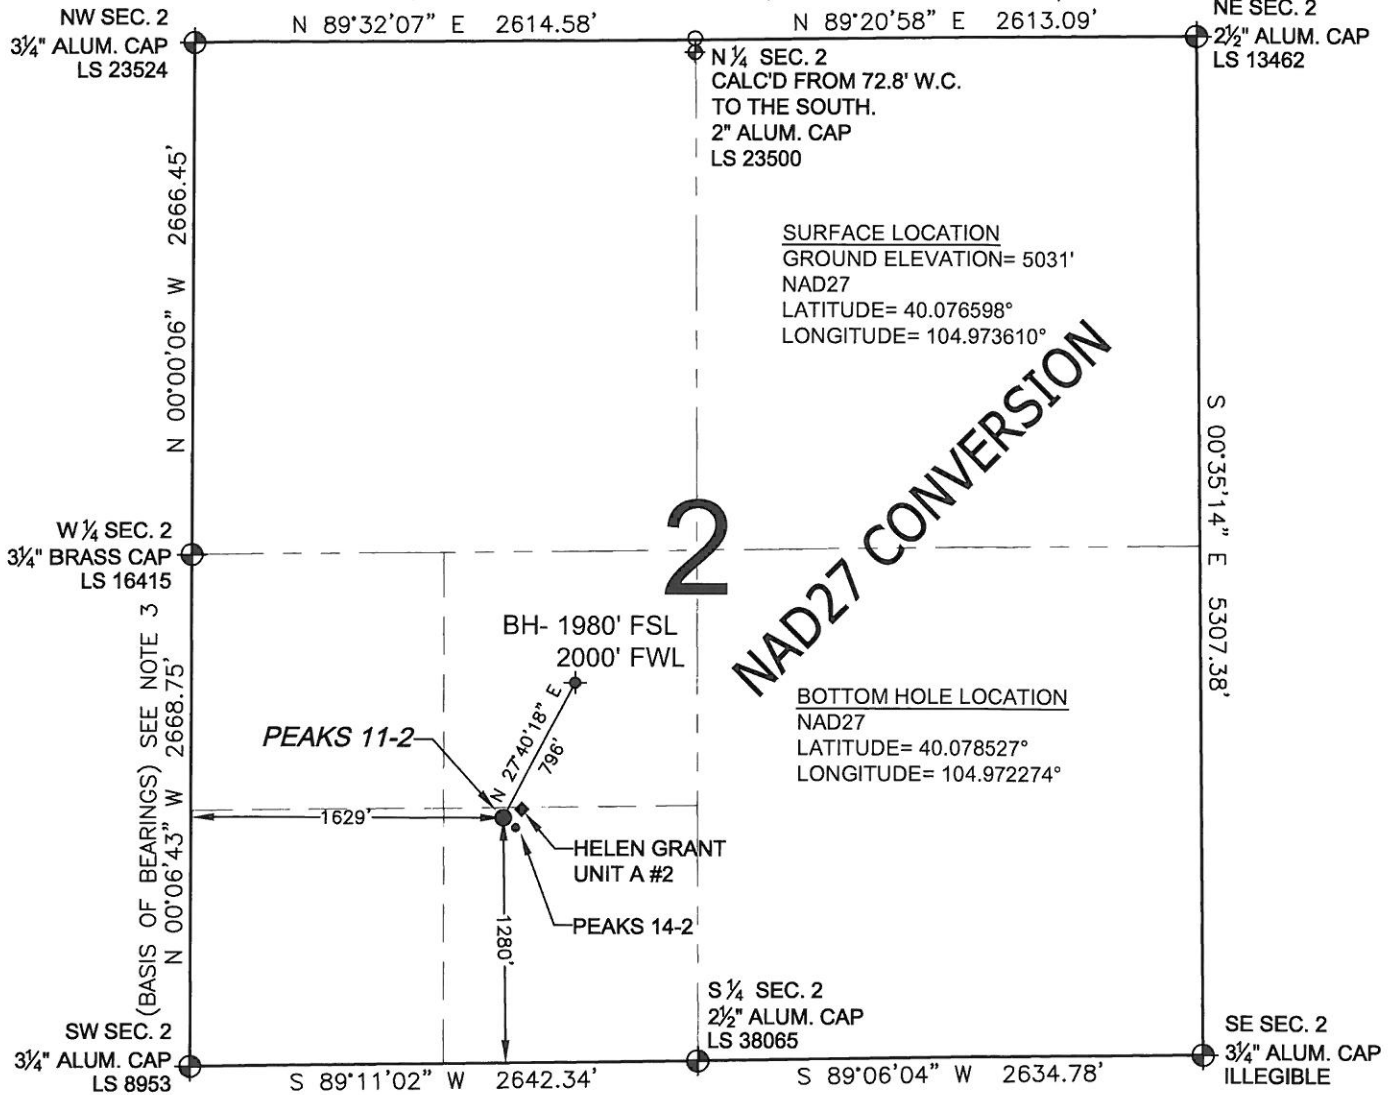 N 89°32'07" E 2614.58'
N 89°20'58" E 2613.09'
NW SEC. 2
3¼" ALUM. CAP
LS 23524
N ¼ SEC. 2
CALC'D FROM 72.8' W.C.
TO THE SOUTH.
2" ALUM. CAP
LS 23500
NE SEC. 2
2½" ALUM. CAP
LS 13462
N 00°00'06" W 2666.45'
SURFACE LOCATION
GROUND ELEVATION= 5031'
NAD27
LATITUDE= 40.076598°
LONGITUDE= 104.973610°
NAD27 CONVERSION
S 00°35'14" E 5307.38'
W ¼ SEC. 2
3¼" BRASS CAP
LS 16415
2
BH- 1980' FSL
2000' FWL
N 27°40'18" E
796'
PEAKS 11-2
BOTTOM HOLE LOCATION
NAD27
LATITUDE= 40.078527°
LONGITUDE= 104.972274°
(BASIS OF BEARINGS) SEE NOTE 3
N 00°06'43" W 2668.75'
1629'
HELEN GRANT
UNIT A #2
PEAKS 14-2
1280'
SW SEC. 2
3¼" ALUM. CAP
LS 8953
S ¼ SEC. 2
2½" ALUM. CAP
LS 38065
SE SEC. 2
3¼" ALUM. CAP
ILLEGIBLE
S 89°11'02" W 2642.34'
S 89°06'04" W 2634.78'